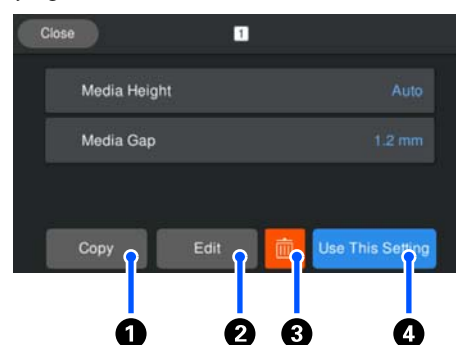 Close 1
Media Height Auto
Media Gap 1.2 mm
Copy Edit Use This Setting
1 2 3 4